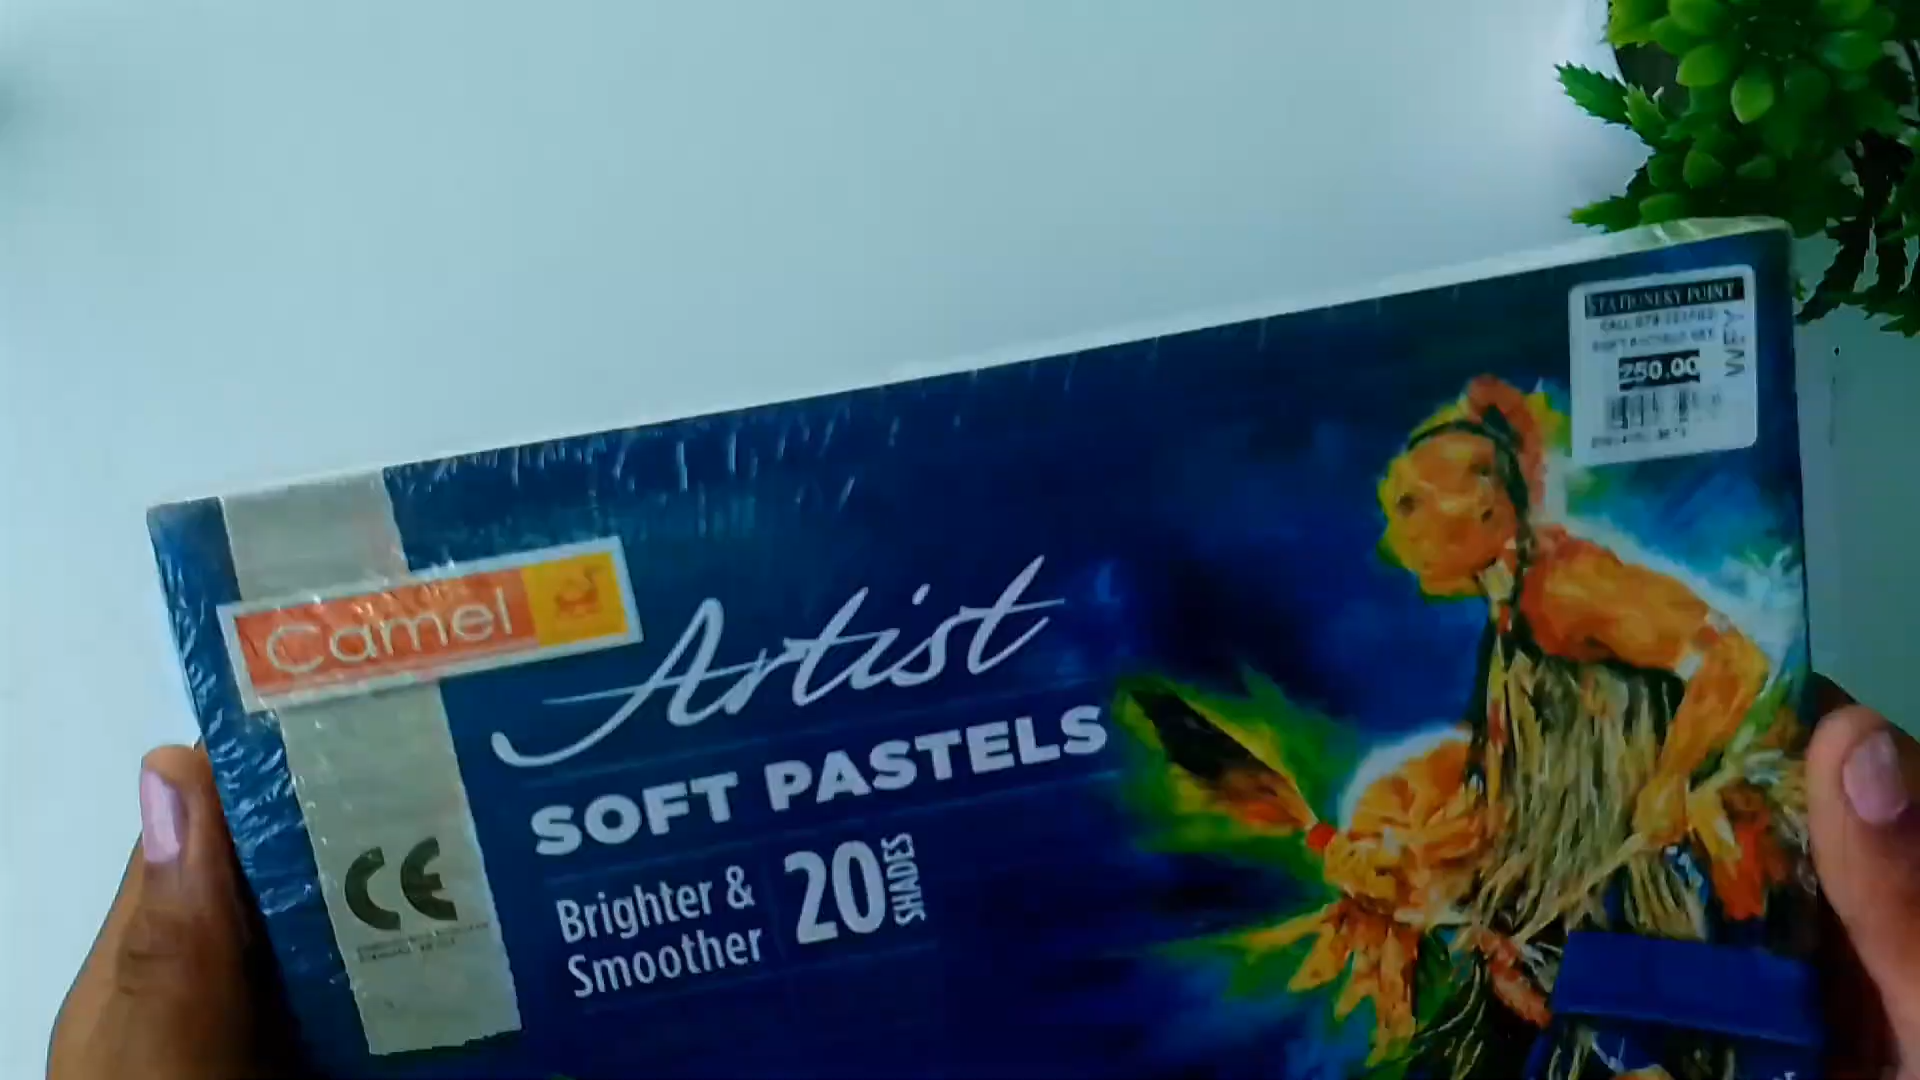 STATIONERY POINT
250.00
Camel
Artist
SOFT PASTELS
Brighter &
Smoother
20
SHADES
CE